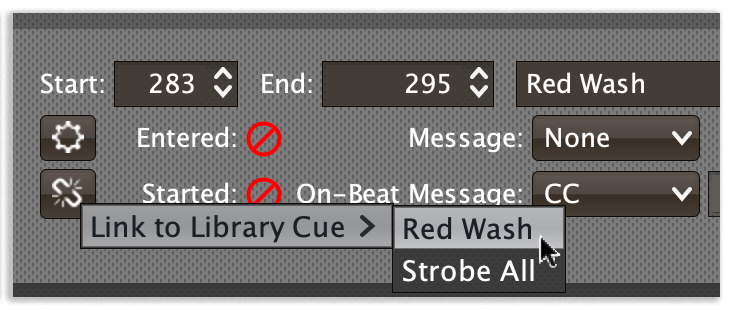 Start: 283 End: 295 Red Wash
Entered: Message: None
Started: On-Beat Message: CC
Link to Library Cue > Red Wash
Strobe All